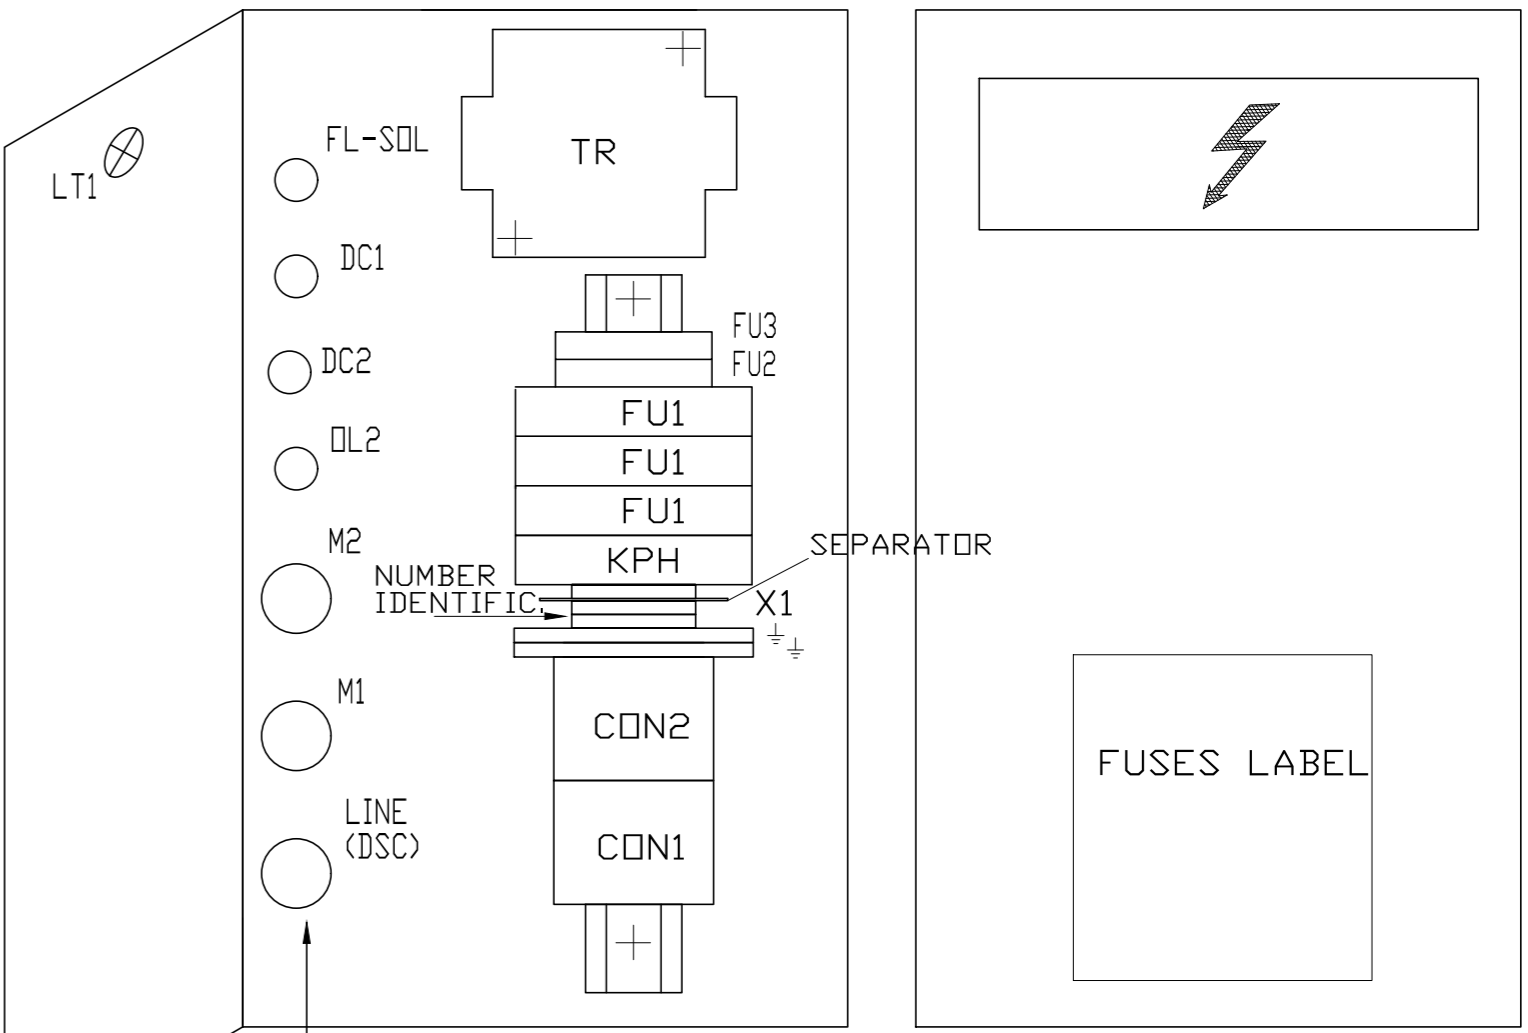 FL-SOL
TR
LT1
DC1
FU3
DC2
FU2
FU1
OL2
FU1
FU1
M2
SEPARATOR
KPH
NUMBER
IDENTIFIC.
X1
M1
CON2
FUSES LABEL
LINE
(DSC)
CON1